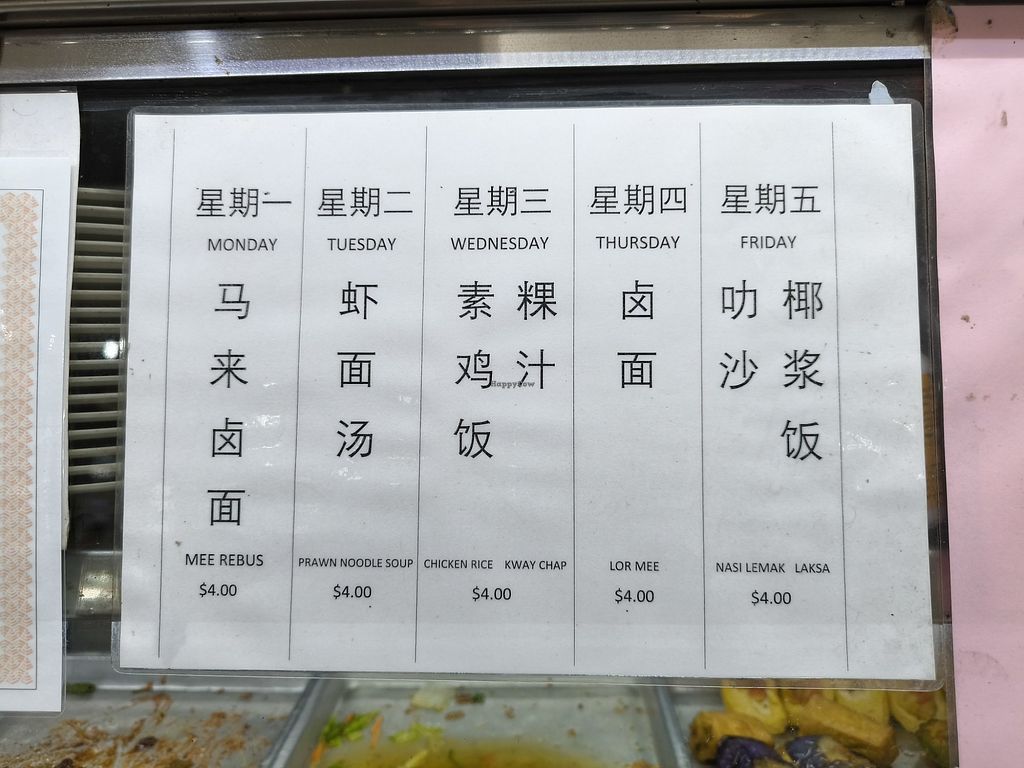 星期一 星期二 星期三 星期四 星期五
MONDAY TUESDAY WEDNESDAY THURSDAY FRIDAY
马来卤面
虾面汤
素鸡饭
粿汁
卤面
叻沙
椰浆饭
MEE REBUS PRAWN NOODLE SOUP CHICKEN RICE KWAY CHAP LOR MEE NASI LEMAK LAKSA
$4.00 $4.00 $4.00 $4.00 $4.00
HappyCow